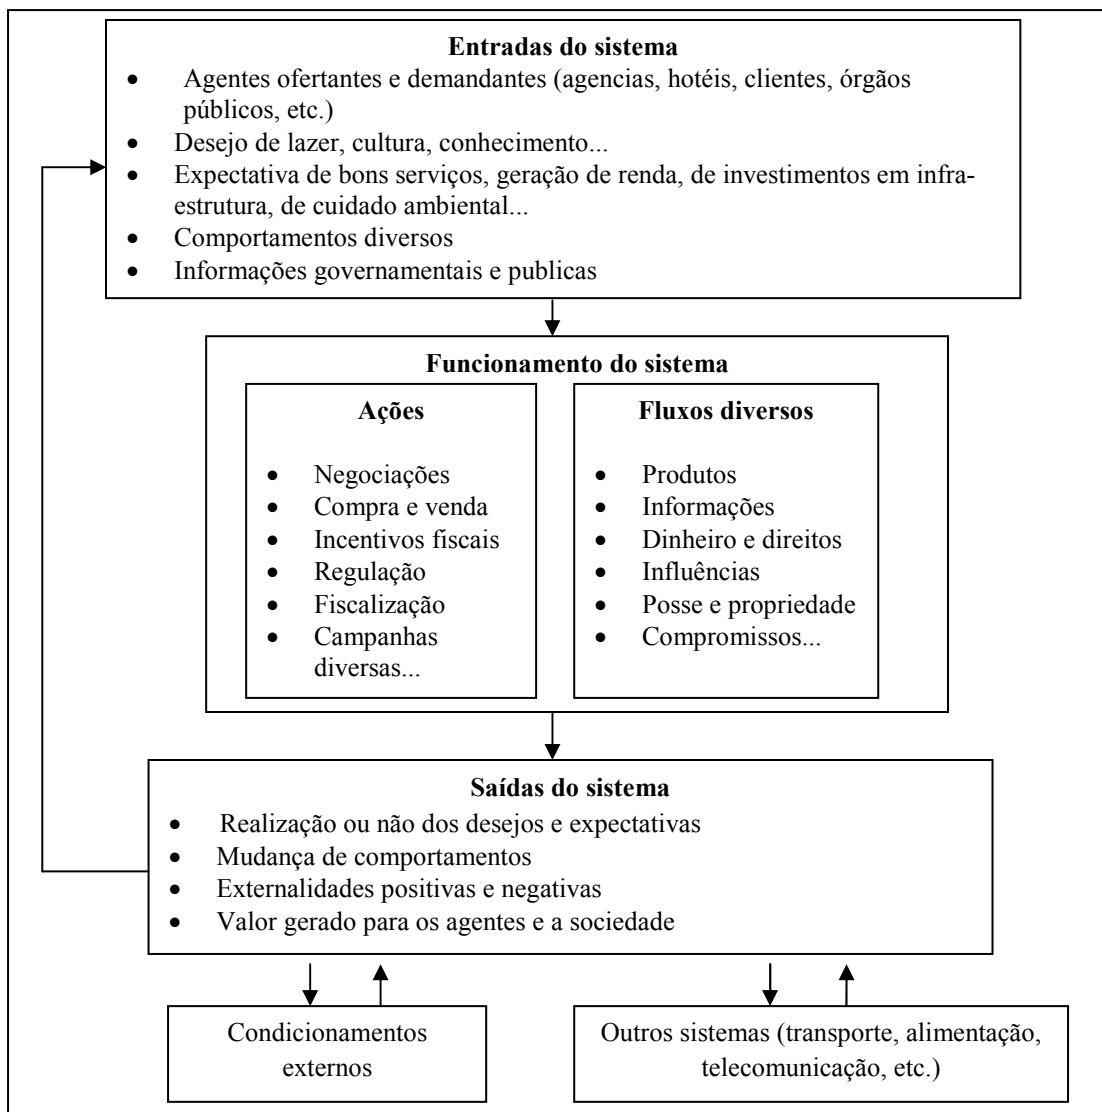 Entradas do sistema
• Agentes ofertantes e demandantes (agencias, hotéis, clientes, órgãos
públicos, etc.)
• Desejo de lazer, cultura, conhecimento...
• Expectativa de bons serviços, geração de renda, de investimentos em infra-
estrutura, de cuidado ambiental...
• Comportamentos diversos
• Informações governamentais e publicas
Funcionamento do sistema
Ações
• Negociações
• Compra e venda
• Incentivos fiscais
• Regulação
• Fiscalização
• Campanhas
diversas...
Fluxos diversos
• Produtos
• Informações
• Dinheiro e direitos
• Influências
• Posse e propriedade
• Compromissos...
Saídas do sistema
• Realização ou não dos desejos e expectativas
• Mudança de comportamentos
• Externalidades positivas e negativas
• Valor gerado para os agentes e a sociedade
Condicionamentos
externos
Outros sistemas (transporte, alimentação,
telecomunicação, etc.)